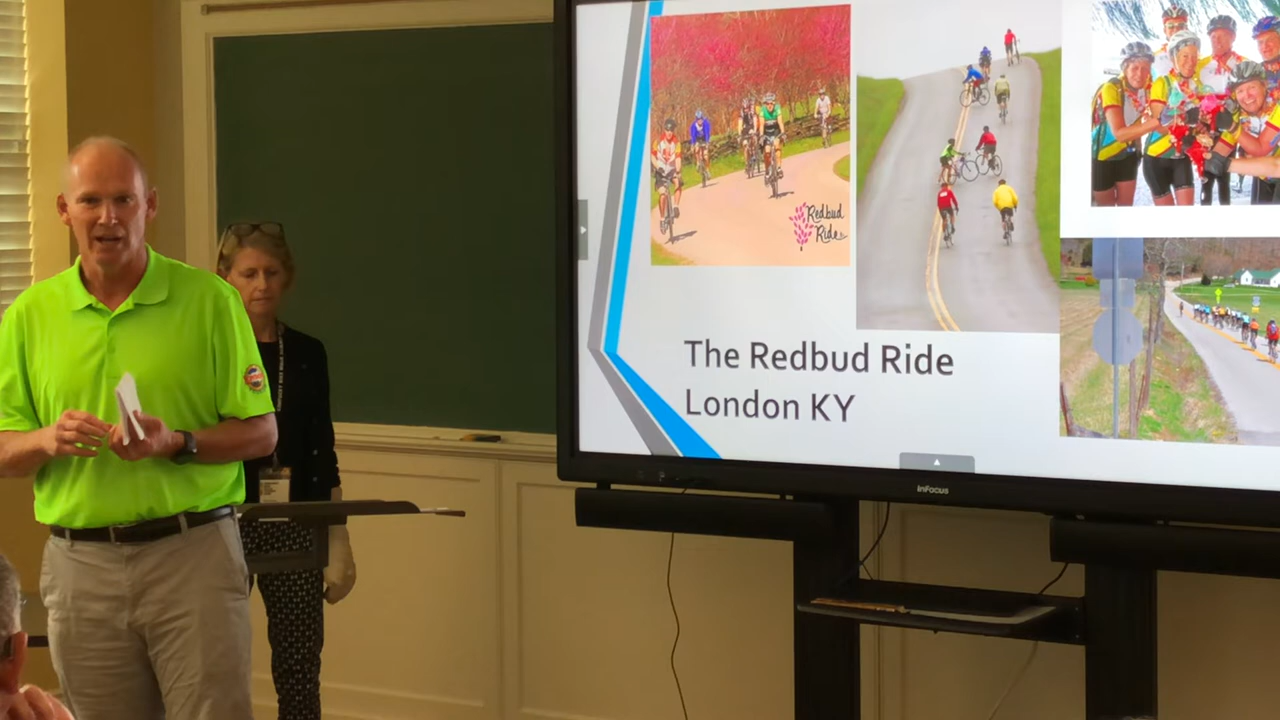 Redbud
Ride
The Redbud Ride
London KY
InFocus